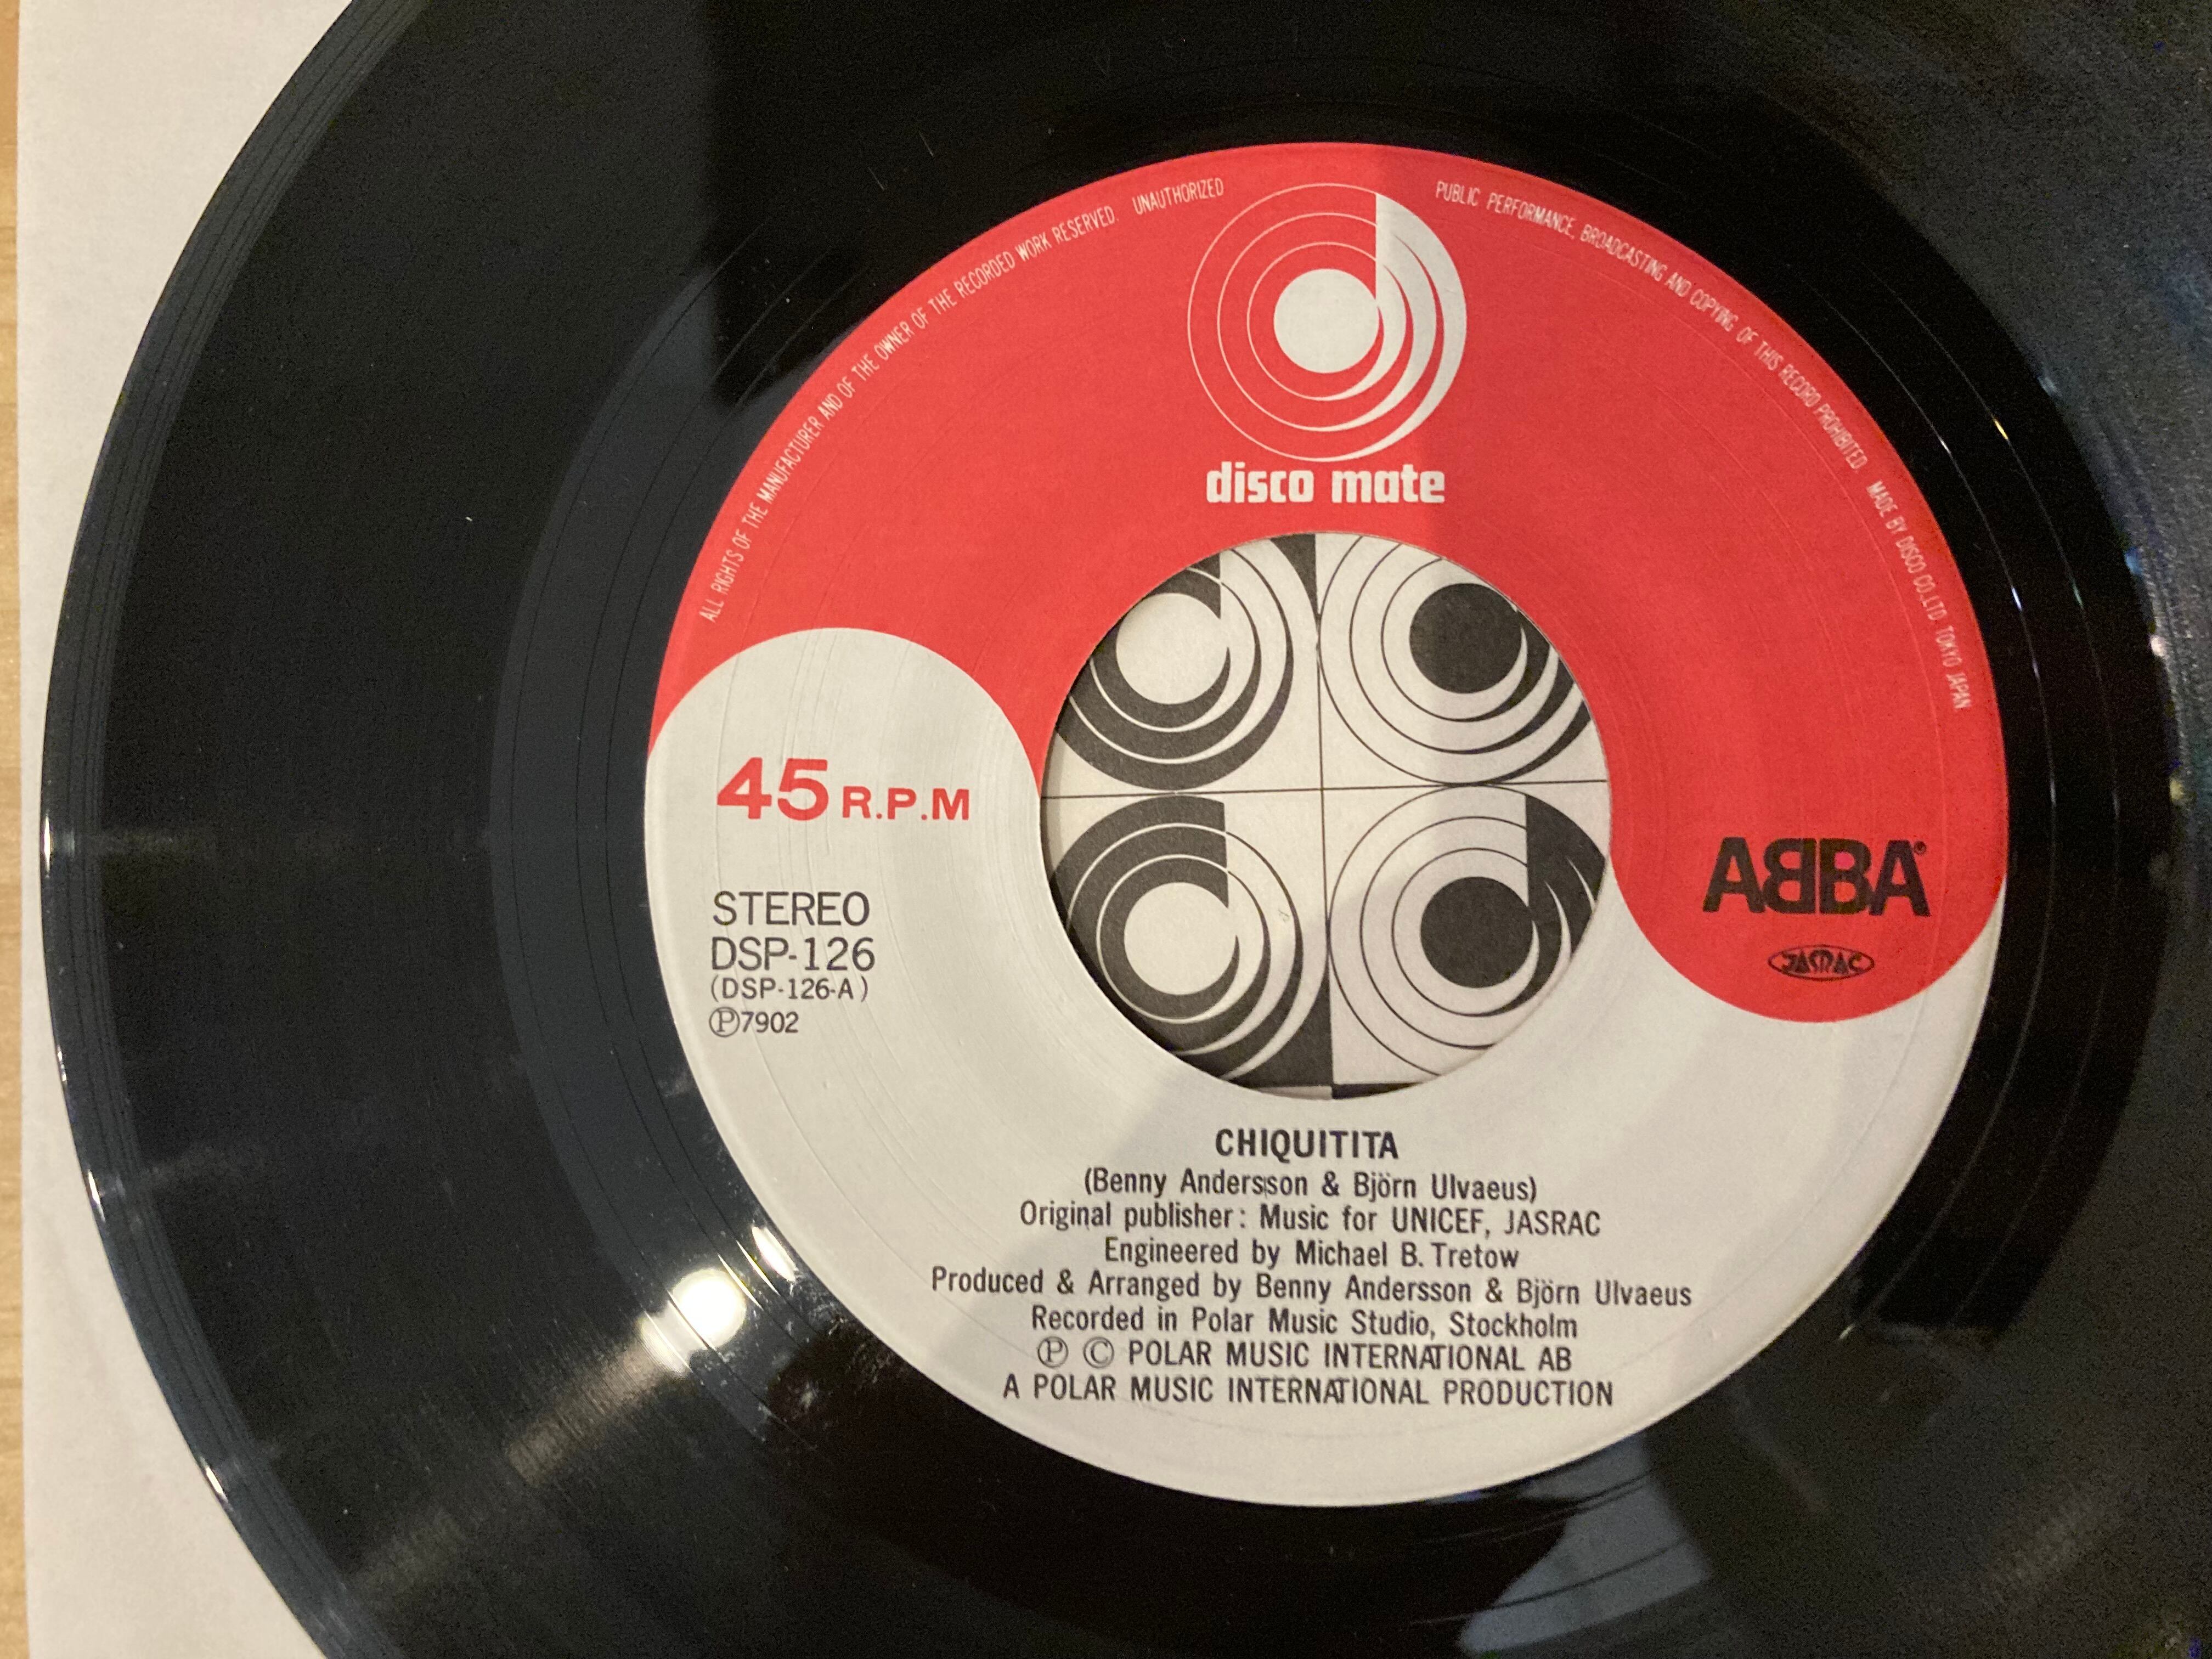 ALL RIGHTS OF THE MANUFACTURER AND OF THE OWNER OF THE RECORDED WORK RESERVED. UNAUTHORIZED
PUBLIC PERFORMANCE, BROADCASTING AND COPYING OF THIS RECORD PROHIBITED. MADE BY DISCO CO.,LTD TOKYO JAPAN
disco mate
45 R.P.M
STEREO
DSP-126
(DSP-126-A)
Ⓟ7902
ABBA®
JASRAC
CHIQUITITA
(Benny Andersson & Björn Ulvaeus)
Original publisher: Music for UNICEF, JASRAC
Engineered by Michael B. Tretow
Produced & Arranged by Benny Andersson & Björn Ulvaeus
Recorded in Polar Music Studio, Stockholm
Ⓟ © POLAR MUSIC INTERNATIONAL AB
A POLAR MUSIC INTERNATIONAL PRODUCTION